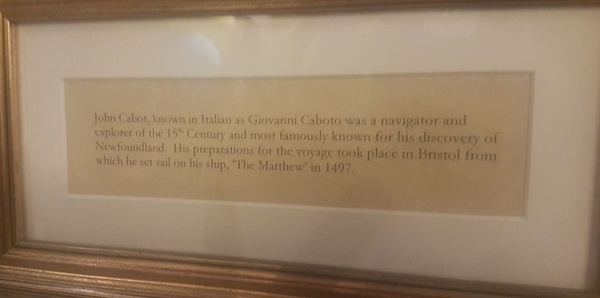 John Cabot, known in Italian as Giovanni Caboto was a navigator and
explorer of the 15th Century and most famously known for his discovery of
Newfoundland. His preparations for the voyage took place in Bristol from
which he set sail on his ship, 'The Matthew' in 1497.